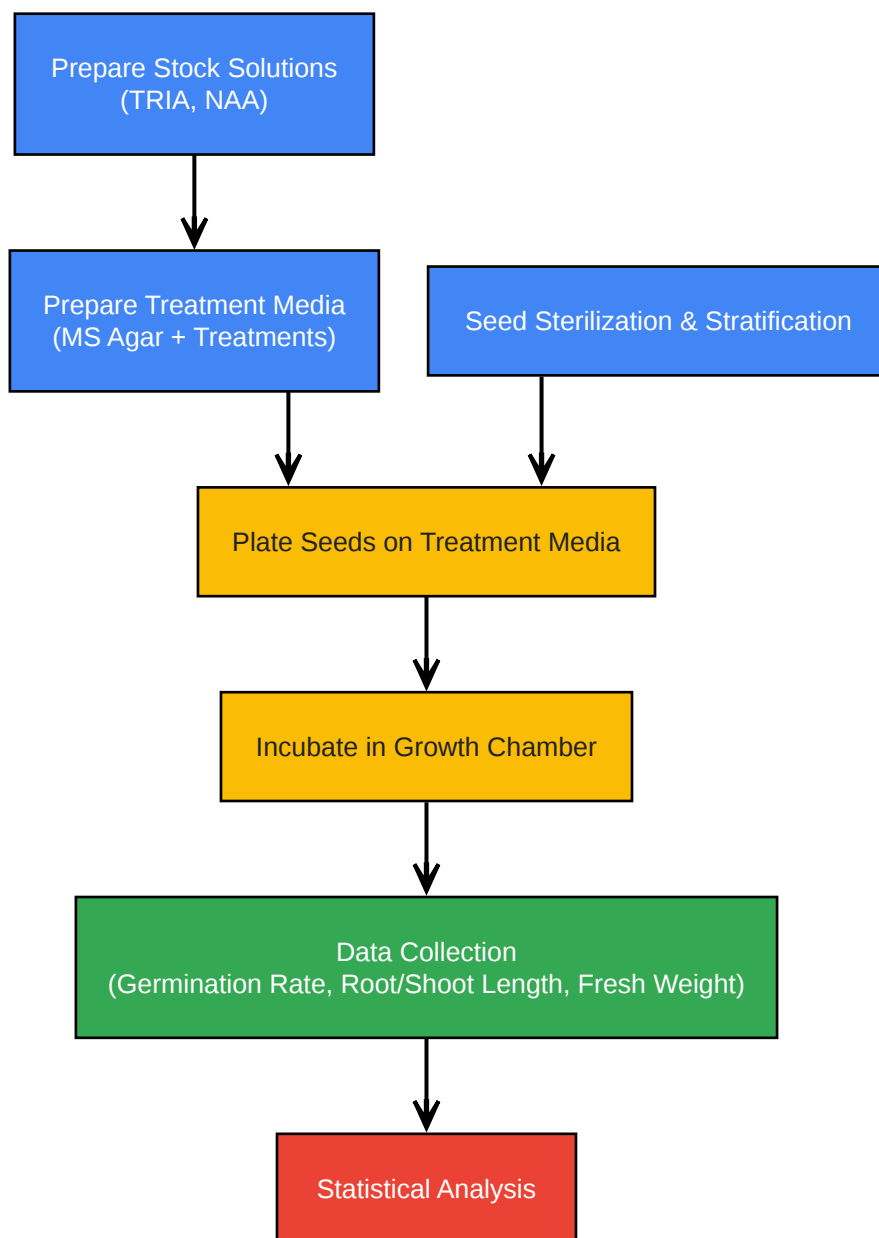 Prepare Stock Solutions
(TRIA, NAA)
Prepare Treatment Media
(MS Agar + Treatments)
Seed Sterilization & Stratification
Plate Seeds on Treatment Media
Incubate in Growth Chamber
Data Collection
(Germination Rate, Root/Shoot Length, Fresh Weight)
Statistical Analysis